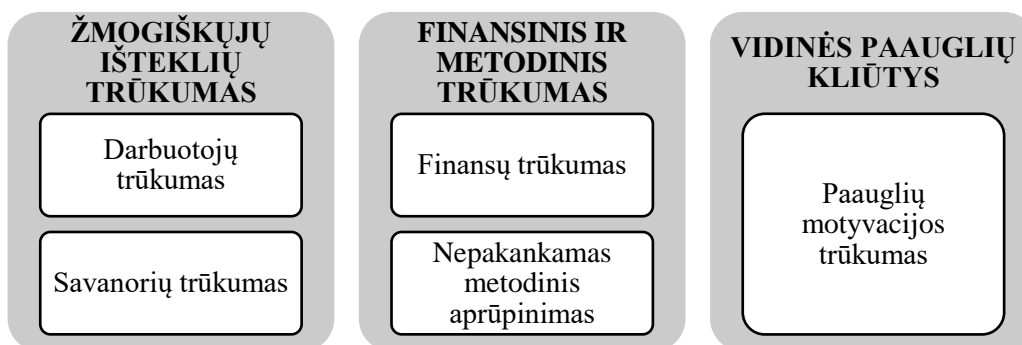 ŽMOGIŠKŲJŲ
IŠTEKLIŲ
TRŪKUMAS
Darbuotojų
trūkumas
Savanorių trūkumas
FINANSINIS IR
METODINIS
TRŪKUMAS
Finansų trūkumas
Nepakankamas
metodinis
aprūpinimas
VIDINĖS PAAUGLIŲ
KLIŪTYS
Paauglių
motyvacijos
trūkumas